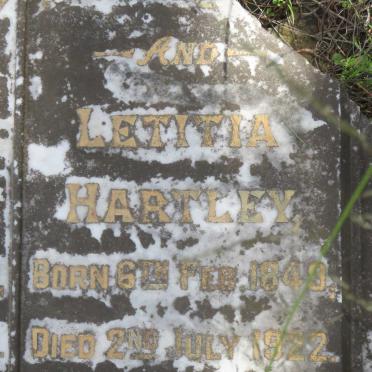 AND
LETITIA
HARTLEY,
BORN 6TH FEB 1840.
DIED 2ND JULY 1922.